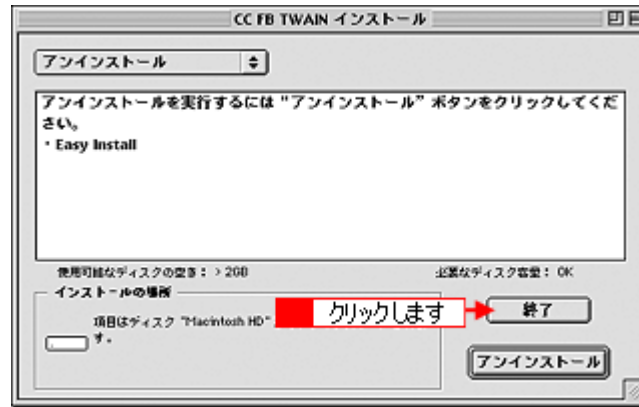 CC FB TWAIN インストール
アンインストール
アンインストールを実行するには “アンインストール” ボタンをクリックしてくだ
さい。
・Easy Install
使用可能なディスクの空き： > 2GB
必要なディスク容量： OK
インストールの場所
項目はディスク “Macintosh HD”
す。
クリックします
終了
アンインストール